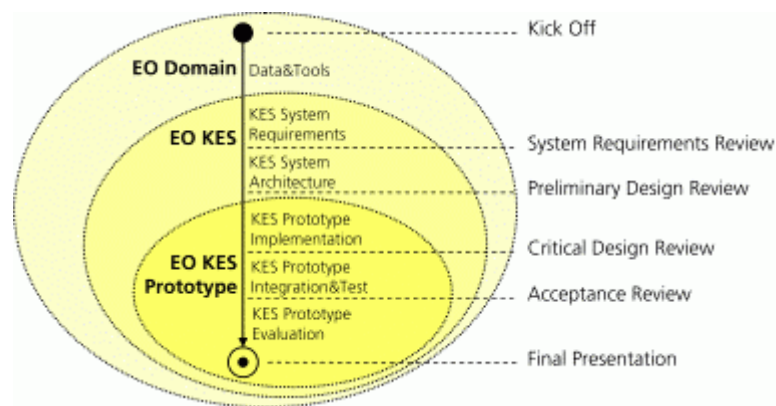 Kick Off
EO Domain
Data&Tools
KES System
Requirements
EO KES
System Requirements Review
KES System
Architecture
Preliminary Design Review
KES Prototype
Implementation
Critical Design Review
EO KES
Prototype
KES Prototype
Integration&Test
Acceptance Review
KES Prototype
Evaluation
Final Presentation